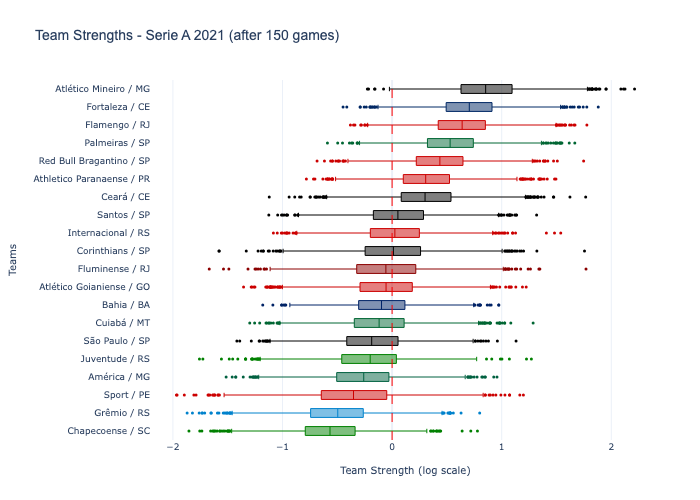 Team Strengths - Serie A 2021 (after 150 games)
Atlético Mineiro / MG
Fortaleza / CE
Flamengo / RJ
Palmeiras / SP
Red Bull Bragantino / SP
Athletico Paranaense / PR
Ceará / CE
Santos / SP
Internacional / RS
Corinthians / SP
Fluminense / RJ
Atlético Goianiense / GO
Bahia / BA
Cuiabá / MT
São Paulo / SP
Juventude / RS
América / MG
Sport / PE
Grêmio / RS
Chapecoense / SC
Teams
−2 −1 0 1 2
Team Strength (log scale)